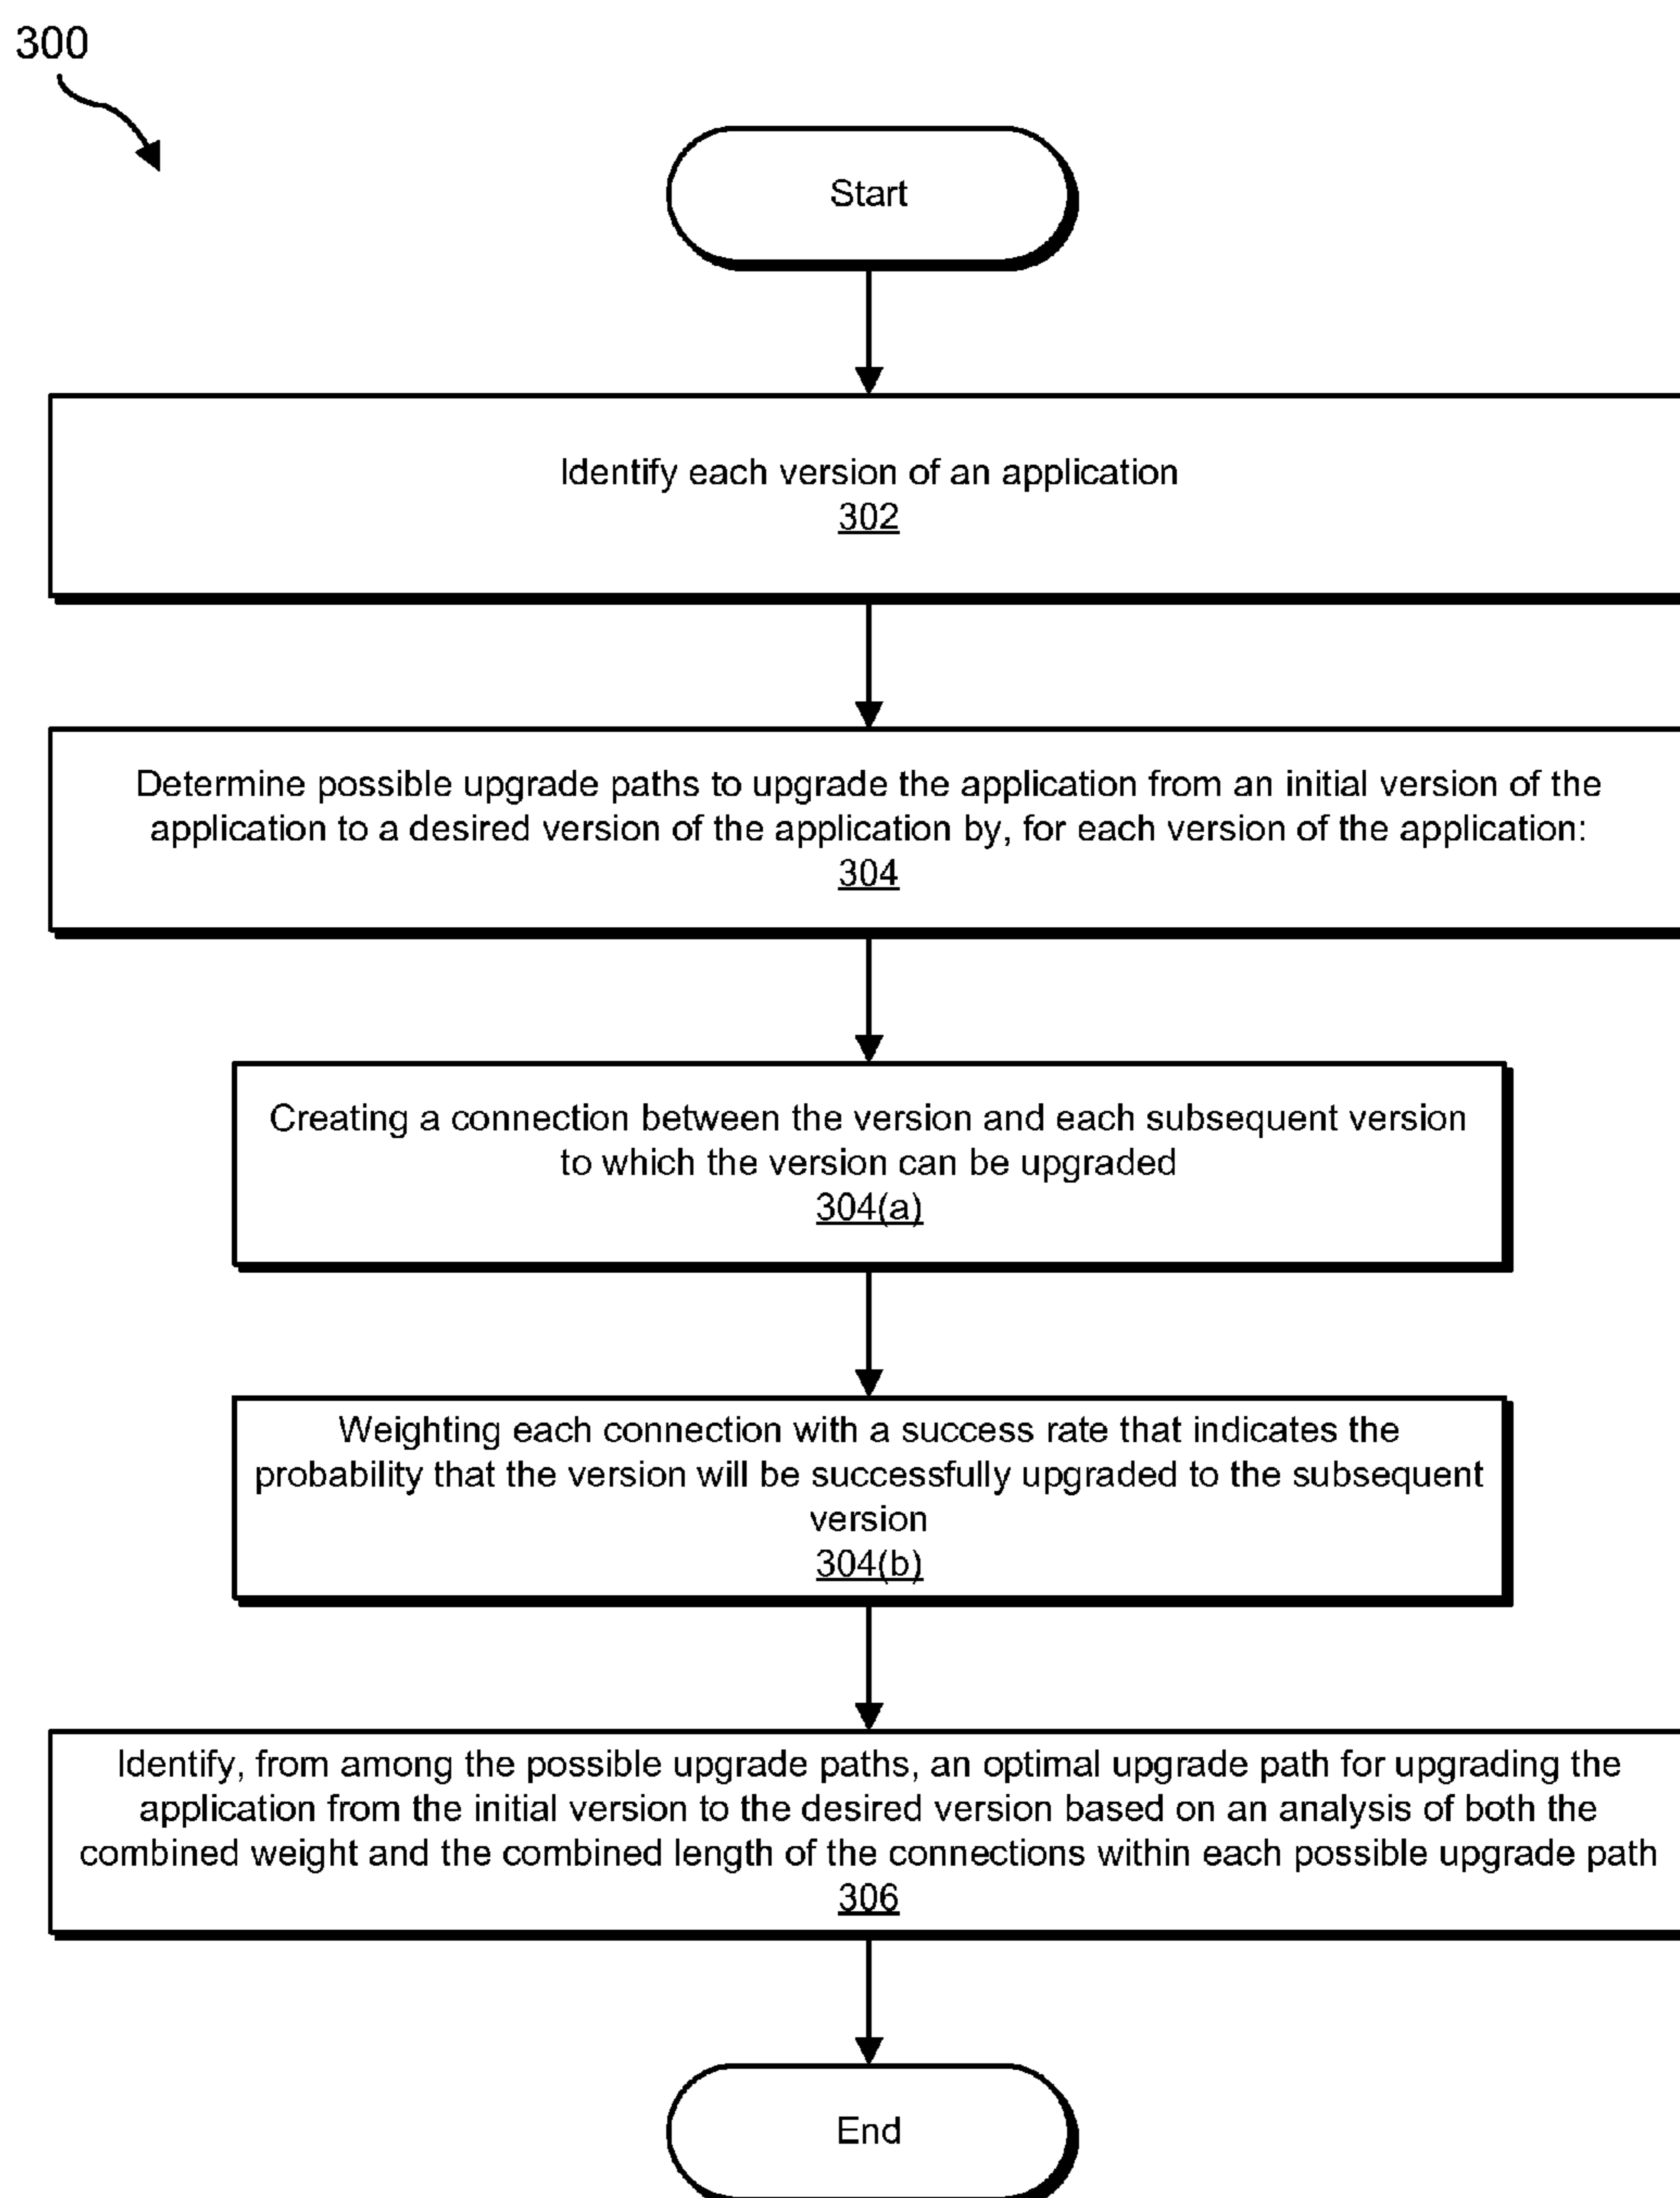 300
Start
Identify each version of an application
302
Determine possible upgrade paths to upgrade the application from an initial version of the
application to a desired version of the application by, for each version of the application:
304
Creating a connection between the version and each subsequent version
to which the version can be upgraded
304(a)
Weighting each connection with a success rate that indicates the
probability that the version will be successfully upgraded to the subsequent
version
304(b)
Identify, from among the possible upgrade paths, an optimal upgrade path for upgrading the
application from the initial version to the desired version based on an analysis of both the
combined weight and the combined length of the connections within each possible upgrade path
306
End